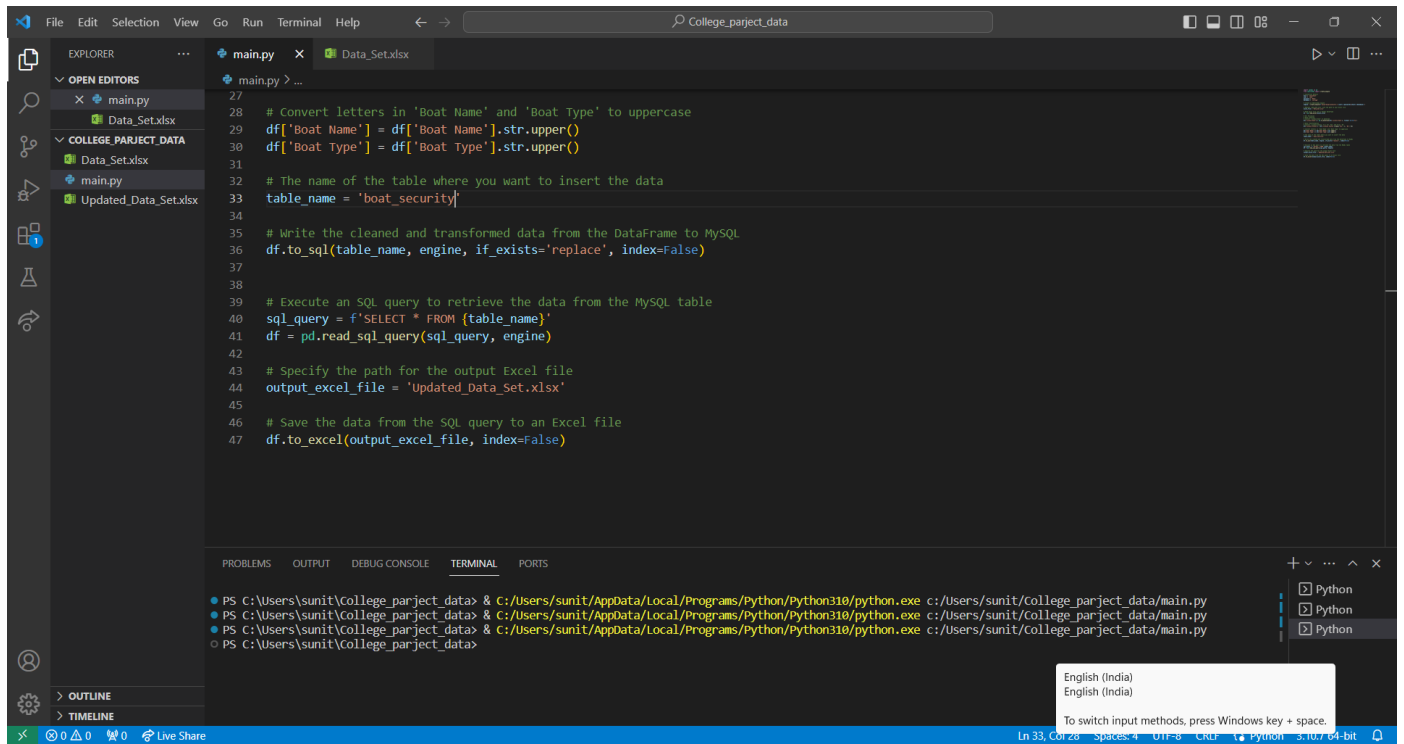 File Edit Selection View Go Run Terminal Help
College_parject_data
EXPLORER
main.py
Data_Set.xlsx
OPEN EDITORS
main.py
Data_Set.xlsx
COLLEGE_PARJECT_DATA
Data_Set.xlsx
main.py
Updated_Data_Set.xlsx
main.py > ...
27
28 # Convert letters in 'Boat Name' and 'Boat Type' to uppercase
29 df['Boat Name'] = df['Boat Name'].str.upper()
30 df['Boat Type'] = df['Boat Type'].str.upper()
31
32 # The name of the table where you want to insert the data
33 table_name = 'boat_security'
34
35 # Write the cleaned and transformed data from the DataFrame to MySQL
36 df.to_sql(table_name, engine, if_exists='replace', index=False)
37
38
39 # Execute an SQL query to retrieve the data from the MySQL table
40 sql_query = f'SELECT * FROM {table_name}'
41 df = pd.read_sql_query(sql_query, engine)
42
43 # Specify the path for the output Excel file
44 output_excel_file = 'Updated_Data_Set.xlsx'
45
46 # Save the data from the SQL query to an Excel file
47 df.to_excel(output_excel_file, index=False)
1
PROBLEMS OUTPUT DEBUG CONSOLE TERMINAL PORTS
PS C:\Users\sunit\College_parject_data> & C:/Users/sunit/AppData/Local/Programs/Python/Python310/python.exe c:/Users/sunit/College_parject_data/main.py
PS C:\Users\sunit\College_parject_data> & C:/Users/sunit/AppData/Local/Programs/Python/Python310/python.exe c:/Users/sunit/College_parject_data/main.py
PS C:\Users\sunit\College_parject_data> & C:/Users/sunit/AppData/Local/Programs/Python/Python310/python.exe c:/Users/sunit/College_parject_data/main.py
PS C:\Users\sunit\College_parject_data>
Python
Python
Python
English (India)
English (India)
To switch input methods, press Windows key + space.
OUTLINE
TIMELINE
0 0 0 Live Share
Ln 33, Col 28 Spaces: 4 UTF-8 CRLF Python 3.10.7 64-bit